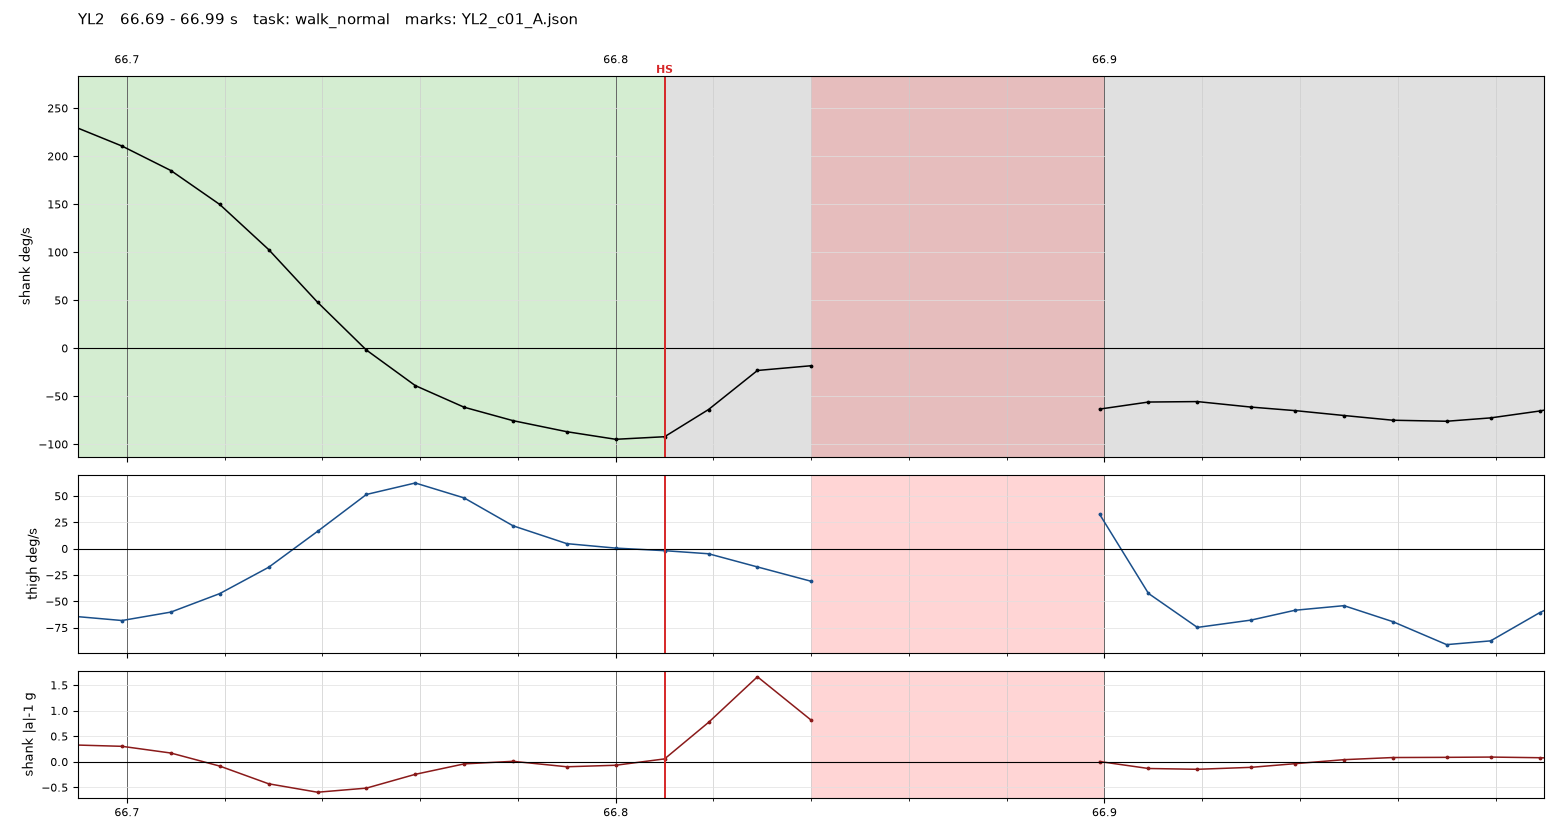 YL2   66.69 - 66.99 s   task: walk_normal   marks: YL2_c01_A.json
66.7 66.8 66.9
HS
shank deg/s
250
200
150
100
50
0
−50
−100
thigh deg/s
50
25
0
−25
−50
−75
shank |a|-1 g
1.5
1.0
0.5
0.0
−0.5
66.7 66.8 66.9